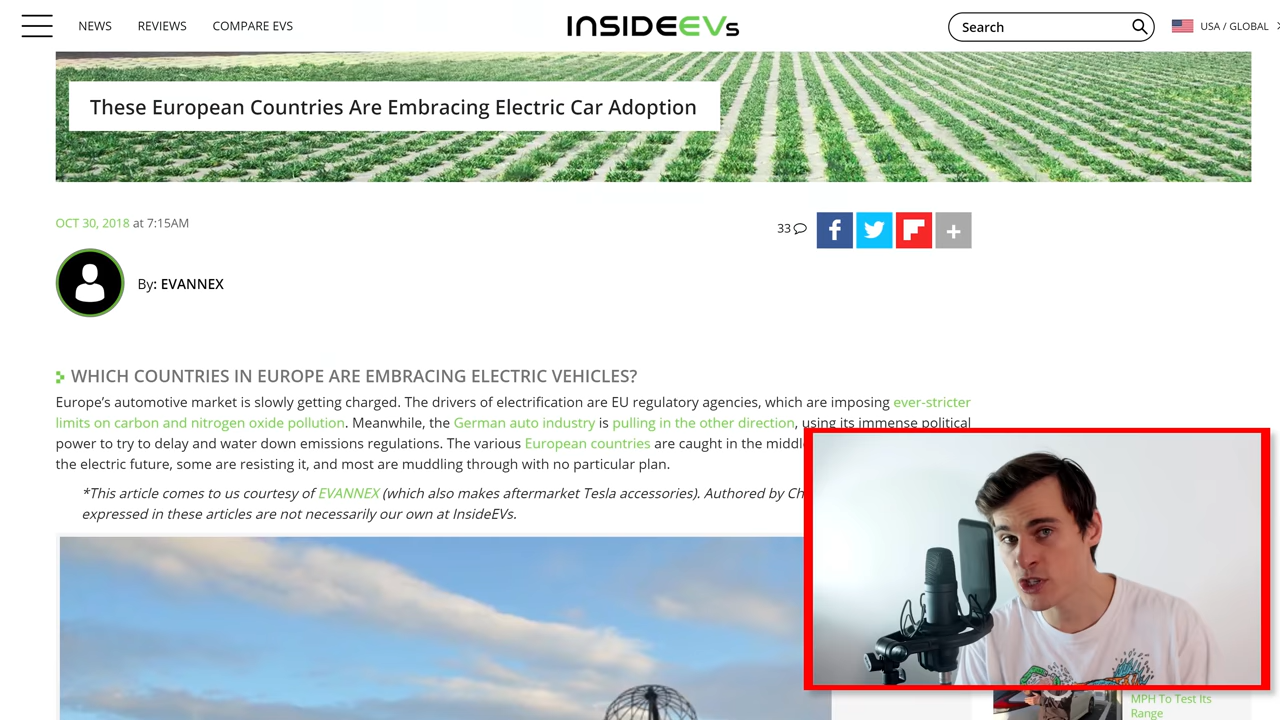 NEWS REVIEWS COMPARE EVS INSIDEEVs Search USA / GLOBAL
These European Countries Are Embracing Electric Car Adoption
OCT 30, 2018 at 7:15AM
33
By: EVANNEX
WHICH COUNTRIES IN EUROPE ARE EMBRACING ELECTRIC VEHICLES?
Europe’s automotive market is slowly getting charged. The drivers of electrification are EU regulatory agencies, which are imposing ever-stricter
limits on carbon and nitrogen oxide pollution. Meanwhile, the German auto industry is pulling in the other direction, using its immense political
power to try to delay and water down emissions regulations. The various European countries are caught in the middl
the electric future, some are resisting it, and most are muddling through with no particular plan.
*This article comes to us courtesy of EVANNEX (which also makes aftermarket Tesla accessories). Authored by Ch
expressed in these articles are not necessarily our own at InsideEVs.
MPH To Test Its
Range